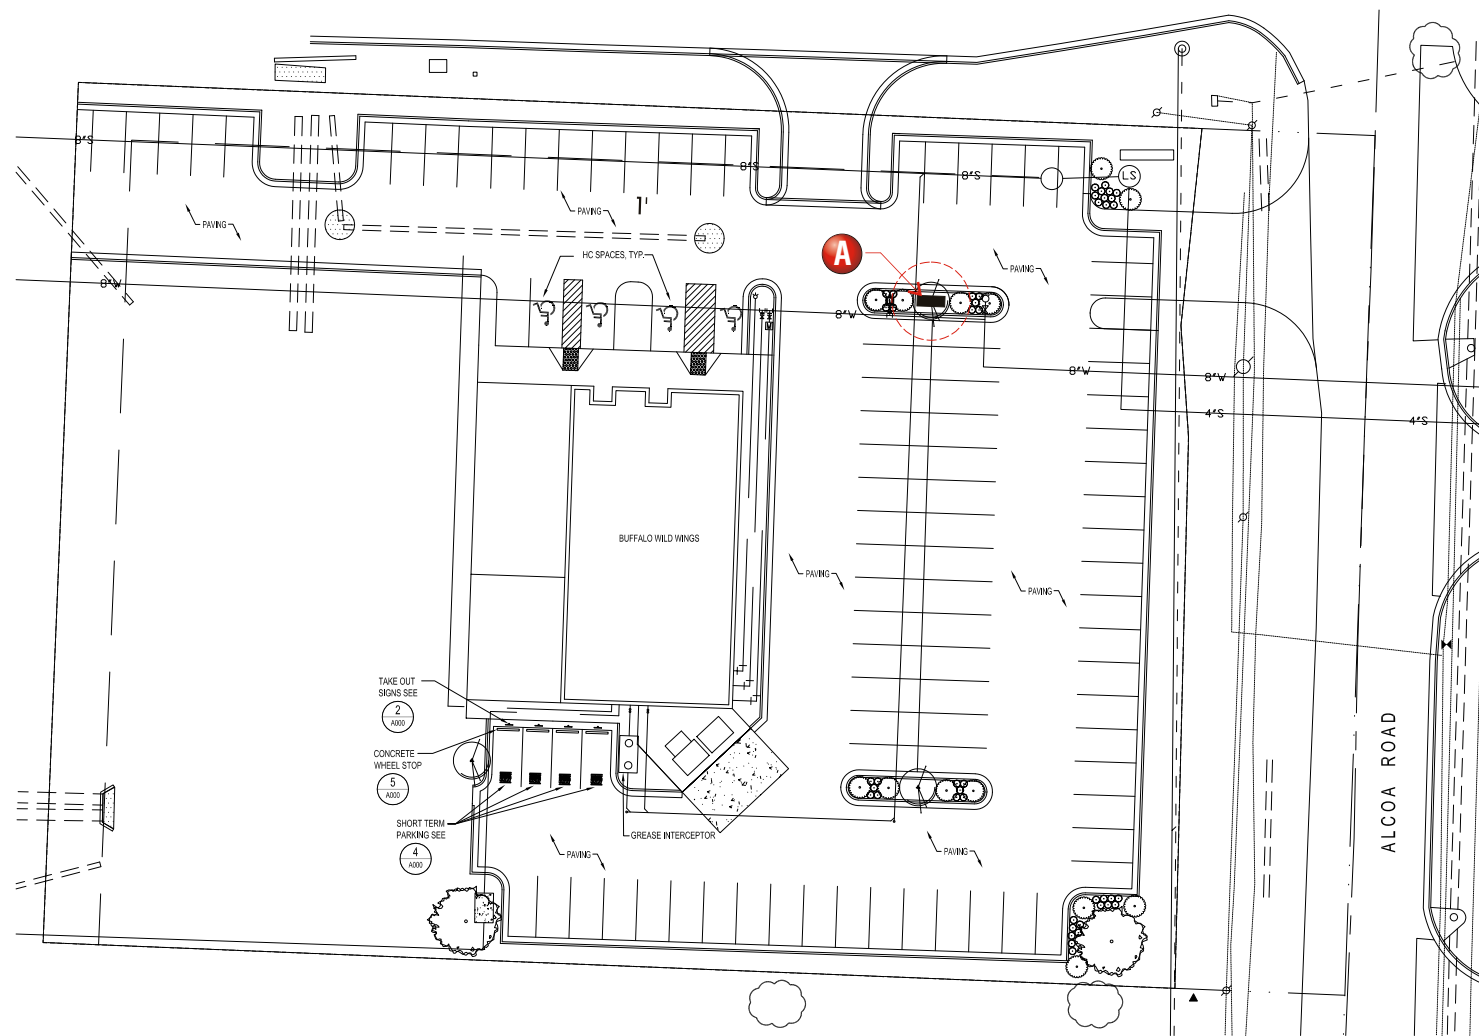 8"S
8"S
8"S
LS
PAVING
PAVING
1'
A
HC SPACES, TYP.
PAVING
8"W
8"W
8"W
8"W
4"S
4"S
BUFFALO WILD WINGS
PAVING
PAVING
TAKE OUT
SIGNS SEE
2
A000
CONCRETE
WHEEL STOP
5
A000
SHORT TERM
PARKING SEE
4
A000
GREASE INTERCEPTOR
PAVING
PAVING
ALCOA ROAD